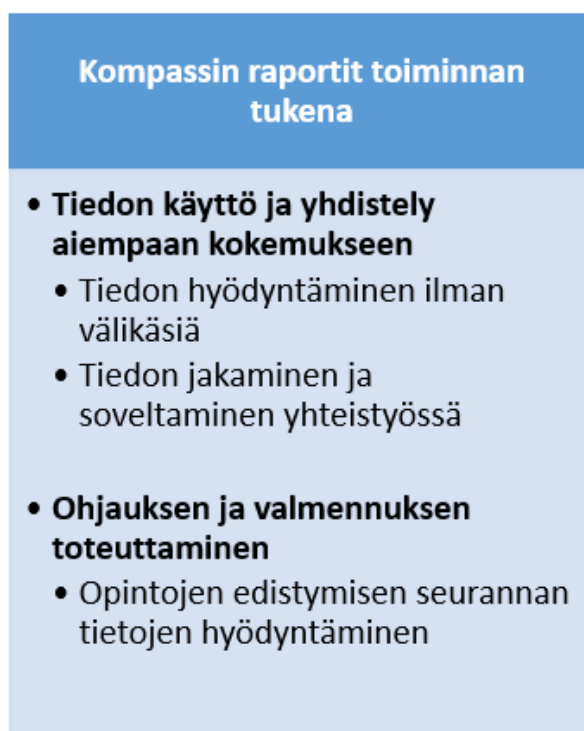 Kompassin raportit toiminnan
tukena
• Tiedon käyttö ja yhdistely
aiempaan kokemukseen
• Tiedon hyödyntäminen ilman
välikäsiä
• Tiedon jakaminen ja
soveltaminen yhteistyössä
• Ohjauksen ja valmennuksen
toteuttaminen
• Opintojen edistymisen seurannan
tietojen hyödyntäminen